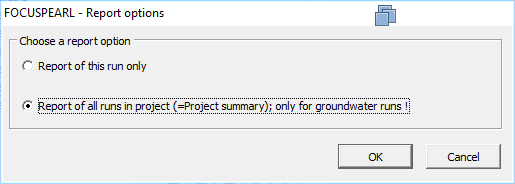 FOCUSPEARL - Report options
Choose a report option
Report of this run only
Report of all runs in project (=Project summary); only for groundwater runs !
OK
Cancel